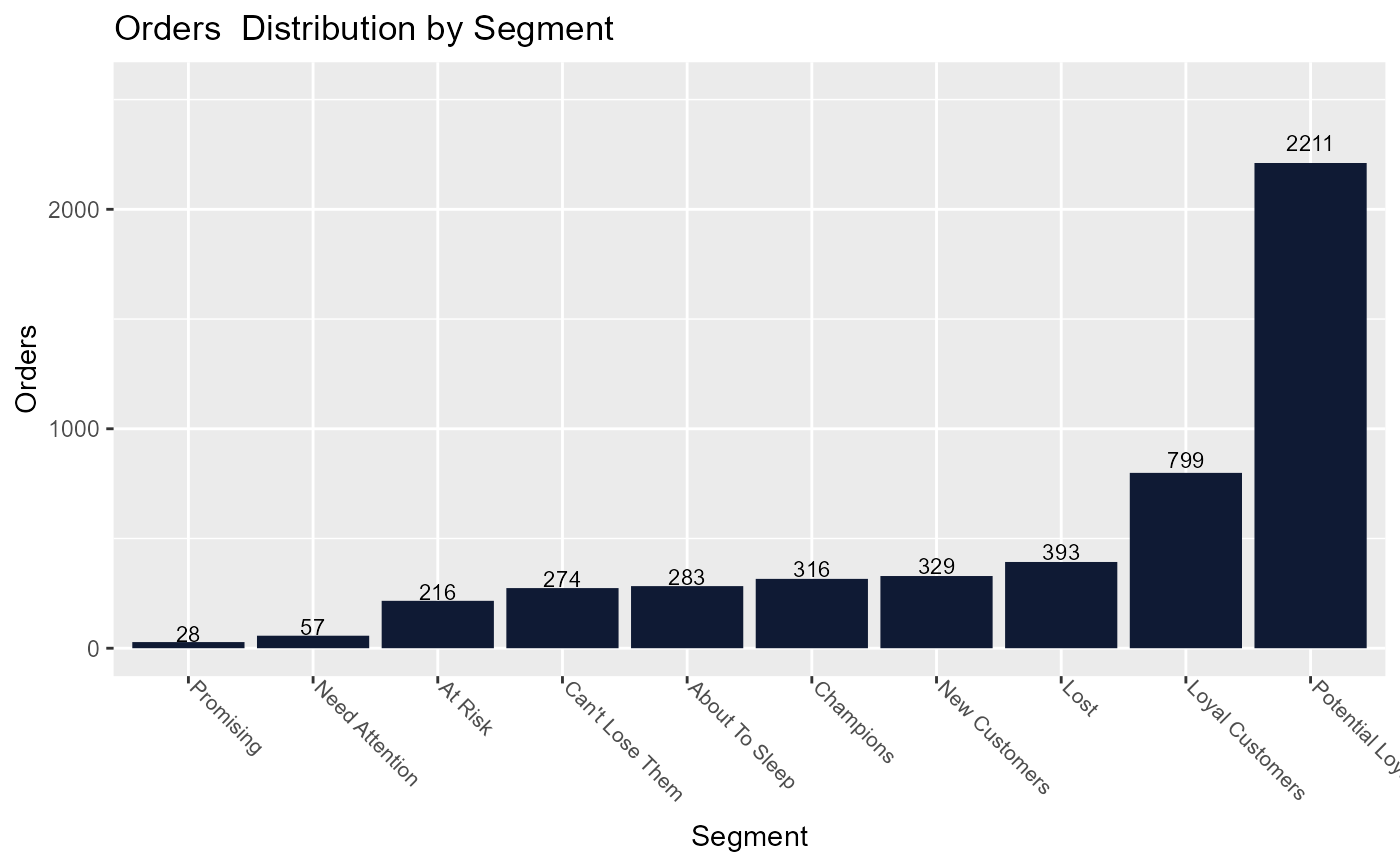 Orders  Distribution by Segment
Orders
2000
1000
0
28
57
216
274
283
316
329
393
799
2211
Promising
Need Attention
At Risk
Can't Lose Them
About To Sleep
Champions
New Customers
Lost
Loyal Customers
Potential
Segment